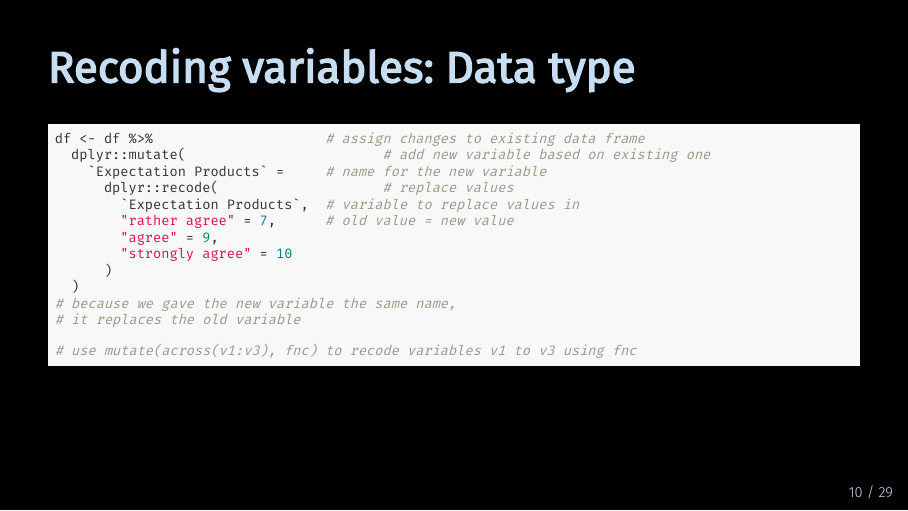 Recoding variables: Data type
df <- df %>%                     # assign changes to existing data frame
  dplyr::mutate(                        # add new variable based on existing one
    `Expectation Products` =     # name for the new variable
      dplyr::recode(                    # replace values
        `Expectation Products`,  # variable to replace values in
        "rather agree" = 7,      # old value = new value
        "agree" = 9,
        "strongly agree" = 10
      )
  )
# because we gave the new variable the same name,
# it replaces the old variable
# use mutate(across(v1:v3), fnc) to recode variables v1 to v3 using fnc
10 / 29